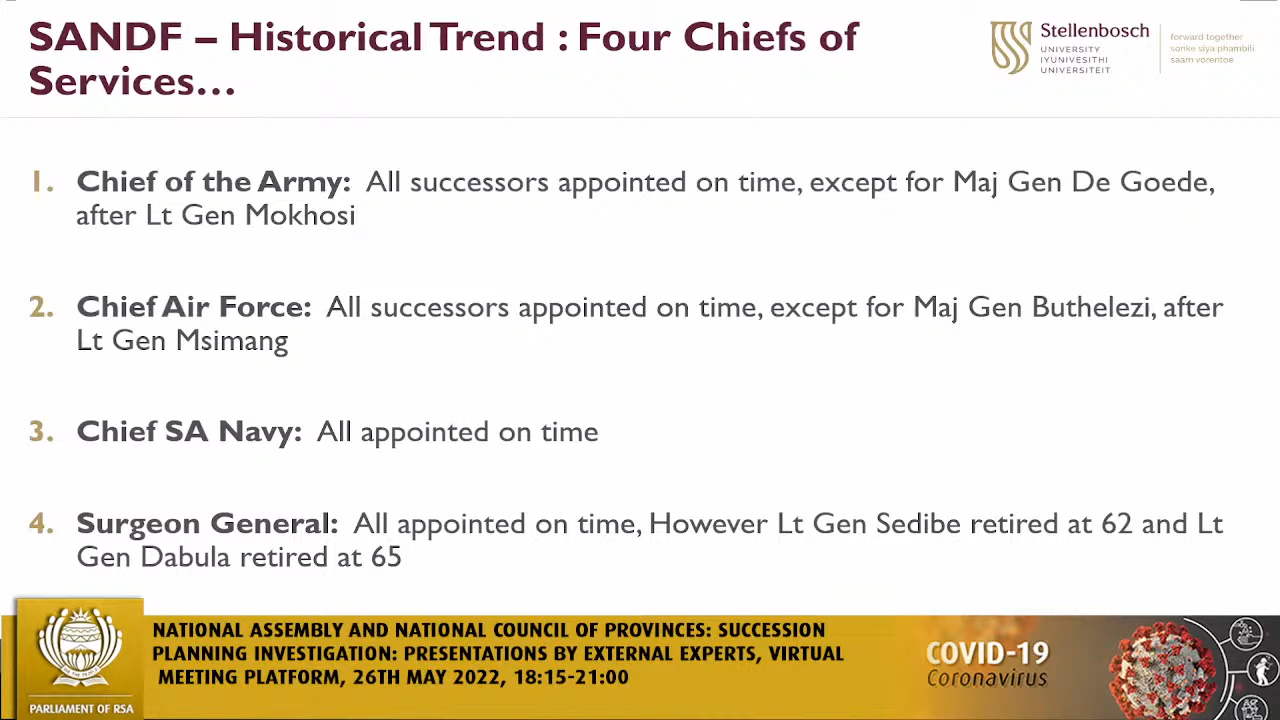 SANDF – Historical Trend : Four Chiefs of
Services...
Stellenbosch
UNIVERSITY
IYUNIVESITHI
UNIVERSITEIT
forward together
sonke siya phambili
saam vorentoe
1. Chief of the Army: All successors appointed on time, except for Maj Gen De Goede,
after Lt Gen Mokhosi
2. Chief Air Force: All successors appointed on time, except for Maj Gen Buthelezi, after
Lt Gen Msimang
3. Chief SA Navy: All appointed on time
4. Surgeon General: All appointed on time, However Lt Gen Sedibe retired at 62 and Lt
Gen Dabula retired at 65
NATIONAL ASSEMBLY AND NATIONAL COUNCIL OF PROVINCES: SUCCESSION
PLANNING INVESTIGATION: PRESENTATIONS BY EXTERNAL EXPERTS, VIRTUAL
MEETING PLATFORM, 26TH MAY 2022, 18:15-21:00
PARLIAMENT OF RSA
COVID-19
Coronavirus